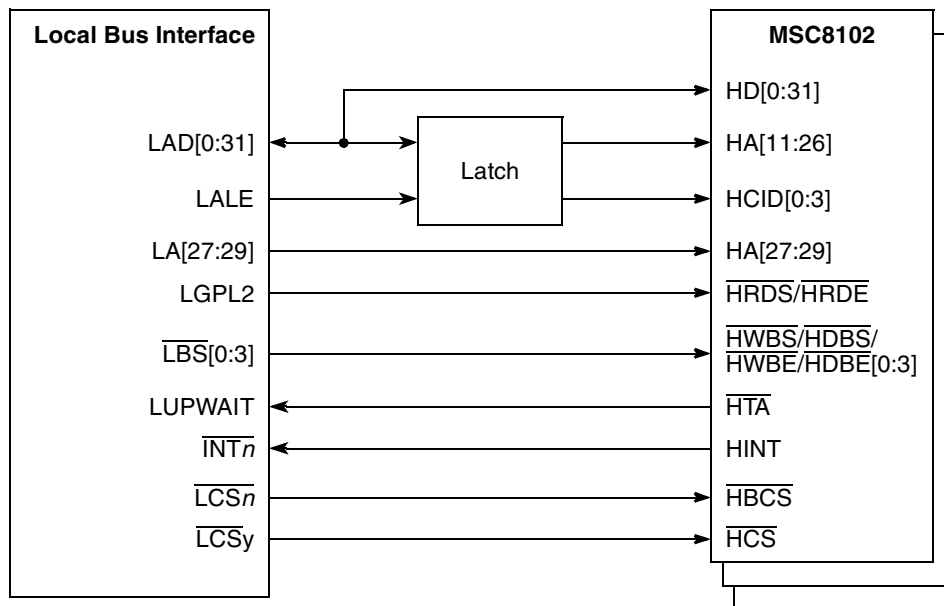 Local Bus Interface
MSC8102
HD[0:31]
LAD[0:31]
Latch
HA[11:26]
LALE
HCID[0:3]
LA[27:29]
HA[27:29]
LGPL2
HRDS/HRDE
LBS[0:3]
HWBS/HDBS/
HWBE/HDBE[0:3]
LUPWAIT
HTA
INTn
HINT
LCSn
HBCS
LCSy
HCS